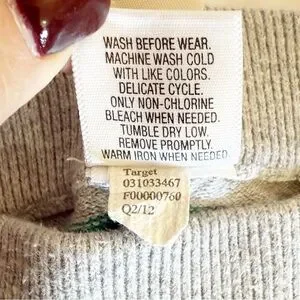 WASH BEFORE WEAR.
MACHINE WASH COLD
WITH LIKE COLORS.
DELICATE CYCLE.
ONLY NON-CHLORINE
BLEACH WHEN NEEDED.
TUMBLE DRY LOW.
REMOVE PROMPTLY.
WARM IRON WHEN NEEDED
Target
031033467
F00000760
Q2/12